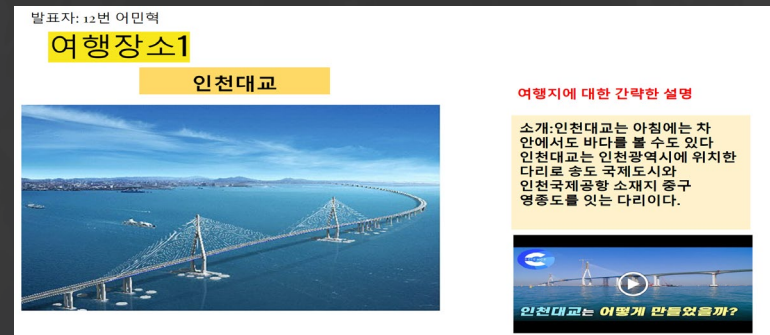 발표자: 12번 어민혁
여행장소1
인천대교
여행지에 대한 간략한 설명
소개:인천대교는 아침에는 차
안에서도 바다를 볼 수도 있다
인천대교는 인천광역시에 위치한
다리로 송도 국제도시와
인천국제공항 소재지 중구
영종도를 잇는 다리이다.
인천대교는 어떻게 만들었을까?